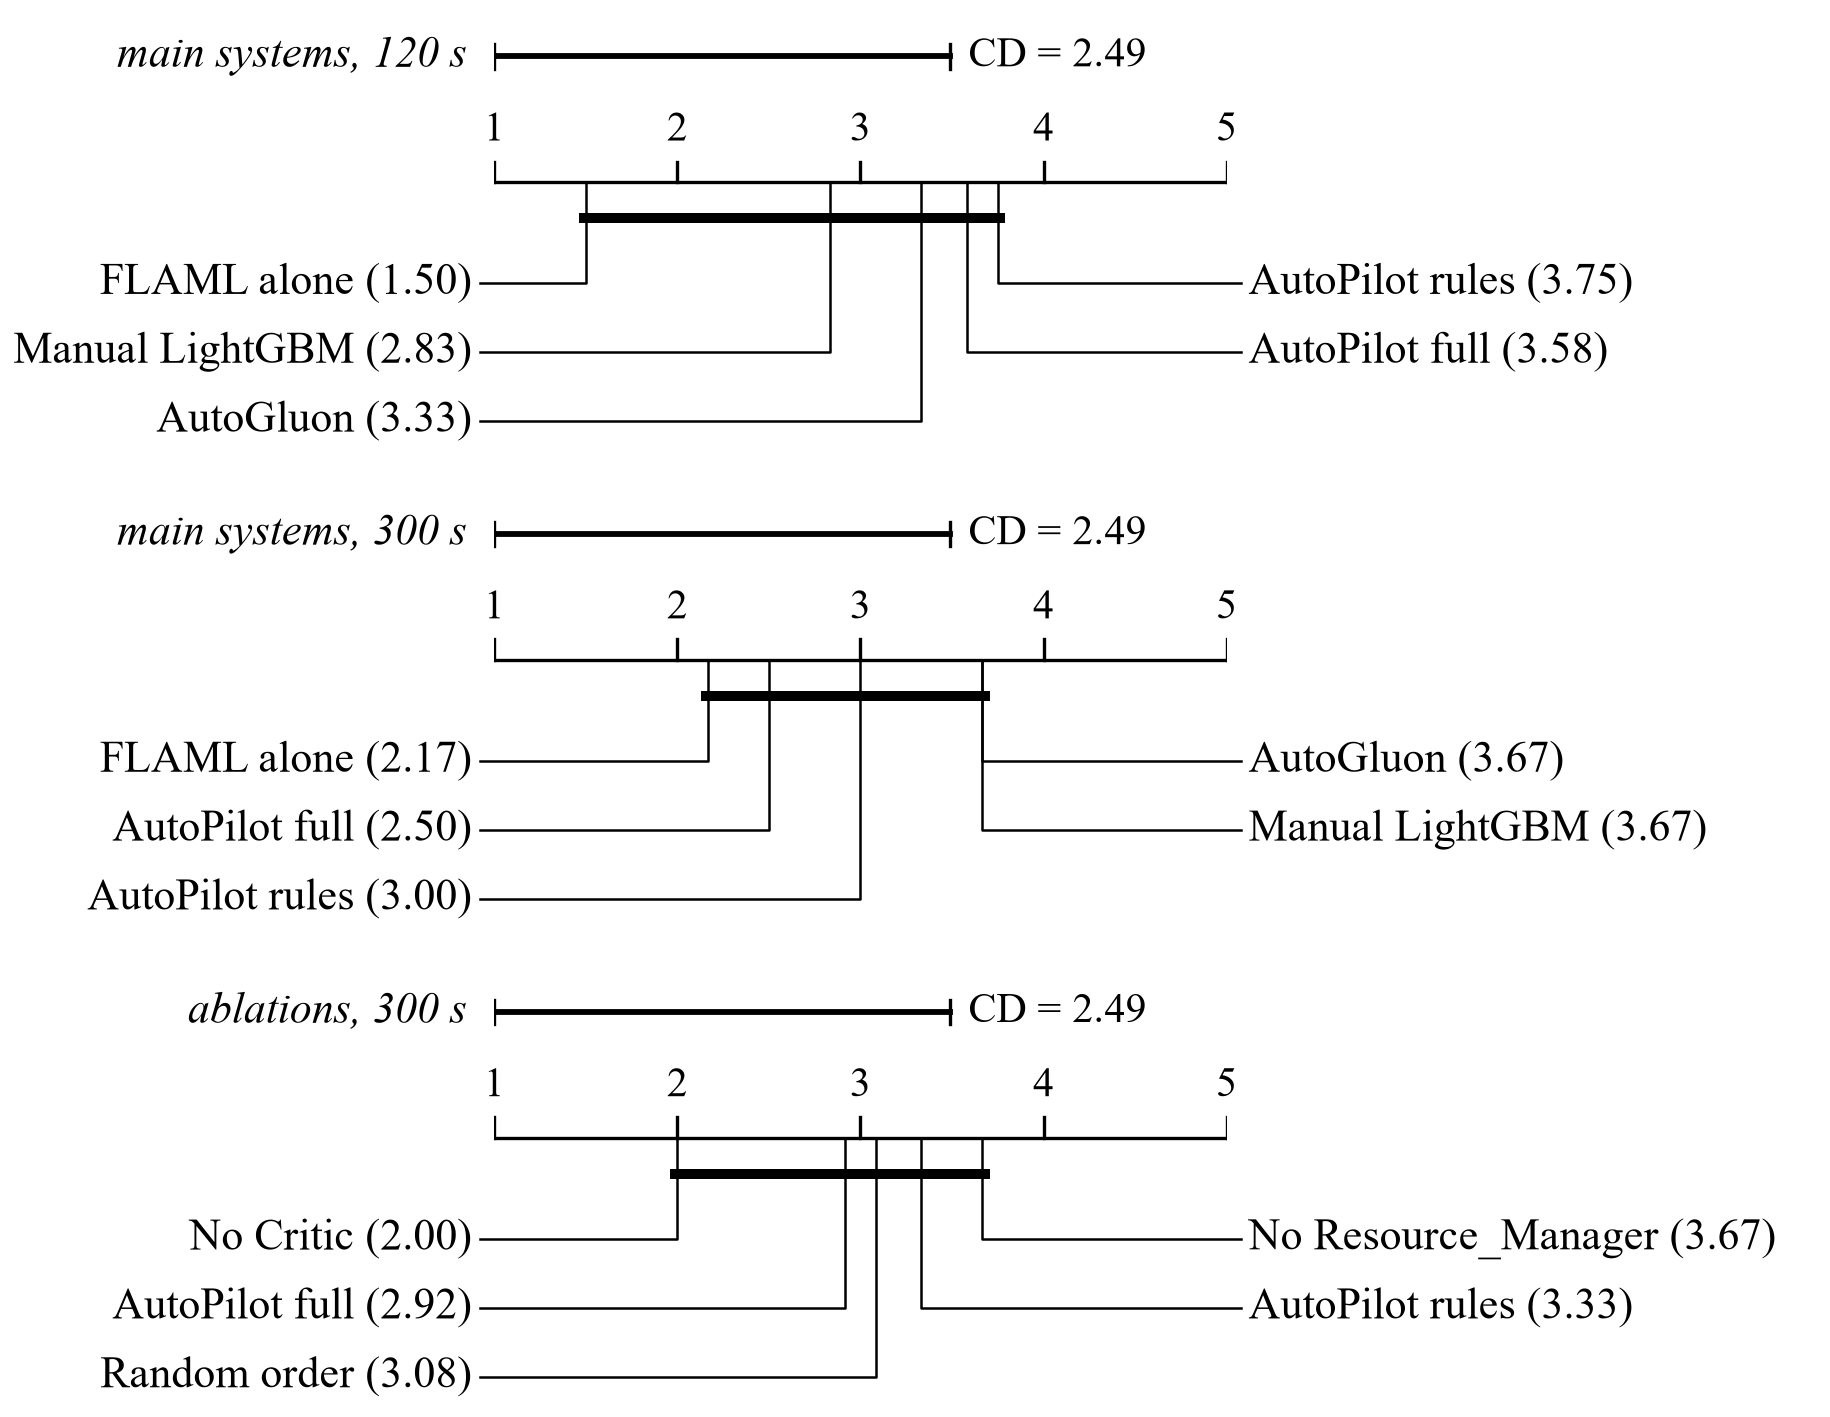 main systems, 120 s CD = 2.49
1 2 3 4 5
FLAML alone (1.50) AutoPilot rules (3.75)
Manual LightGBM (2.83) AutoPilot full (3.58)
AutoGluon (3.33)
main systems, 300 s CD = 2.49
1 2 3 4 5
FLAML alone (2.17) AutoGluon (3.67)
AutoPilot full (2.50) Manual LightGBM (3.67)
AutoPilot rules (3.00)
ablations, 300 s CD = 2.49
1 2 3 4 5
No Critic (2.00) No Resource_Manager (3.67)
AutoPilot full (2.92) AutoPilot rules (3.33)
Random order (3.08)